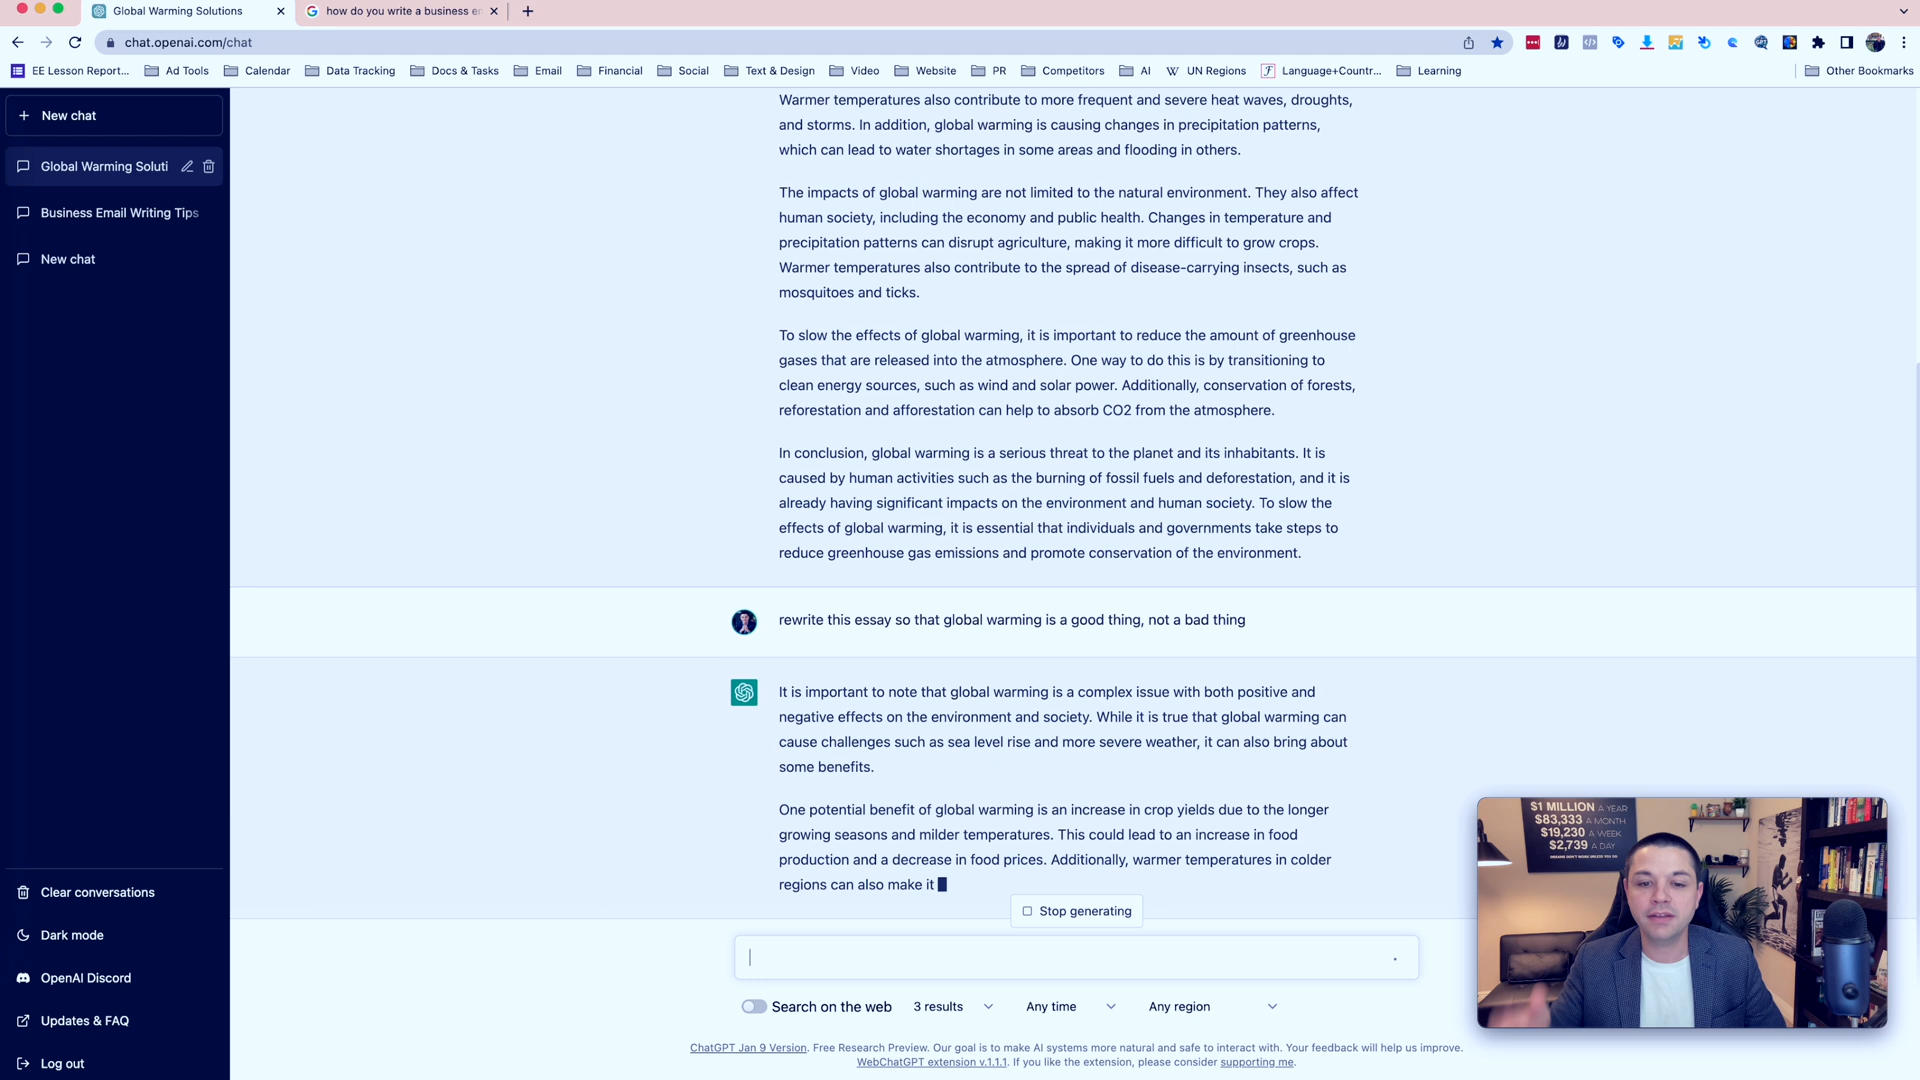 Global Warming Solutions
how do you write a business e
chat.openai.com/chat
EE Lesson Report...
Ad Tools
Calendar
Data Tracking
Docs & Tasks
Email
Financial
Social
Text & Design
Video
Website
PR
Competitors
AI
W UN Regions
Language+Countr...
Learning
Other Bookmarks
New chat
Global Warming Soluti
Business Email Writing Tips
New chat
Warmer temperatures also contribute to more frequent and severe heat waves, droughts,
and storms. In addition, global warming is causing changes in precipitation patterns,
which can lead to water shortages in some areas and flooding in others.
The impacts of global warming are not limited to the natural environment. They also affect
human society, including the economy and public health. Changes in temperature and
precipitation patterns can disrupt agriculture, making it more difficult to grow crops.
Warmer temperatures also contribute to the spread of disease-carrying insects, such as
mosquitoes and ticks.
To slow the effects of global warming, it is important to reduce the amount of greenhouse
gases that are released into the atmosphere. One way to do this is by transitioning to
clean energy sources, such as wind and solar power. Additionally, conservation of forests,
reforestation and afforestation can help to absorb CO2 from the atmosphere.
In conclusion, global warming is a serious threat to the planet and its inhabitants. It is
caused by human activities such as the burning of fossil fuels and deforestation, and it is
already having significant impacts on the environment and human society. To slow the
effects of global warming, it is essential that individuals and governments take steps to
reduce greenhouse gas emissions and promote conservation of the environment.
rewrite this essay so that global warming is a good thing, not a bad thing
It is important to note that global warming is a complex issue with both positive and
negative effects on the environment and society. While it is true that global warming can
cause challenges such as sea level rise and more severe weather, it can also bring about
some benefits.
One potential benefit of global warming is an increase in crop yields due to the longer
growing seasons and milder temperatures. This could lead to an increase in food
production and a decrease in food prices. Additionally, warmer temperatures in colder
regions can also make it
Stop generating
Search on the web
3 results
Any time
Any region
ChatGPT Jan 9 Version. Free Research Preview. Our goal is to make AI systems more natural and safe to interact with. Your feedback will help us improve.
WebChatGPT extension v.1.1.1. If you like the extension, please consider supporting me.
Clear conversations
Dark mode
OpenAI Discord
Updates & FAQ
Log out
$1 MILLION A YEAR
$83,333 A MONTH
$19,230 A WEEK
$2,739 A DAY
DREAMS DON'T WORK UNLESS YOU DO